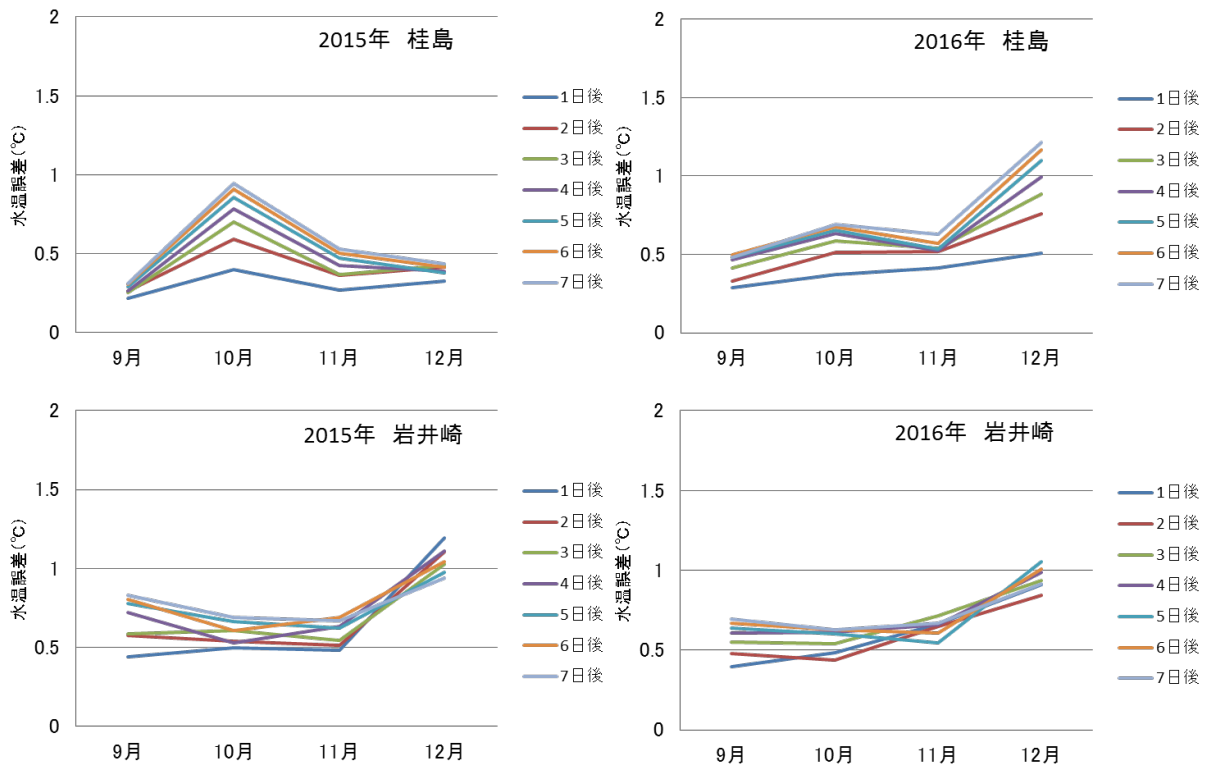 2015年 桂島
水温誤差(℃)
2
1.5
1
0.5
0
9月
10月
11月
12月
1日後
2日後
3日後
4日後
5日後
6日後
7日後
2016年 桂島
水温誤差(℃)
2
1.5
1
0.5
0
9月
10月
11月
12月
1日後
2日後
3日後
4日後
5日後
6日後
7日後
2015年 岩井崎
水温誤差(℃)
2
1.5
1
0.5
0
9月
10月
11月
12月
1日後
2日後
3日後
4日後
5日後
6日後
7日後
2016年 岩井崎
水温誤差(℃)
2
1.5
1
0.5
0
9月
10月
11月
12月
1日後
2日後
3日後
4日後
5日後
6日後
7日後